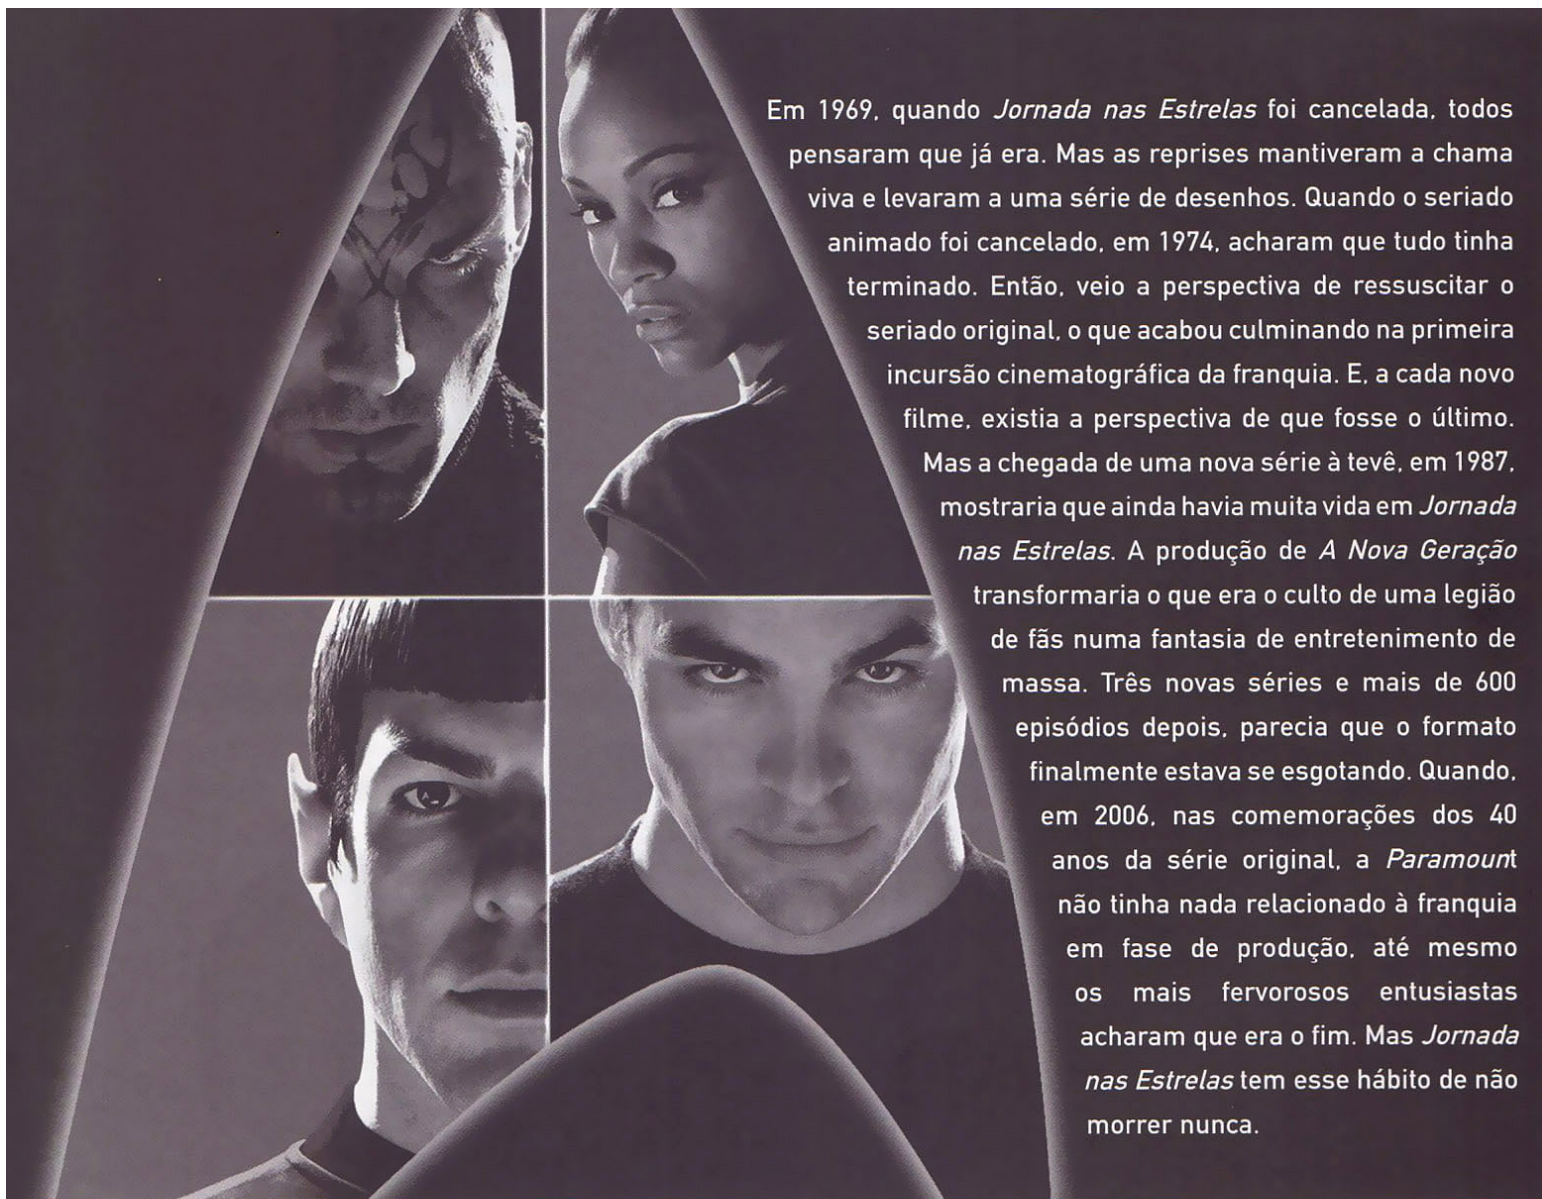 Em 1969, quando Jornada nas Estrelas foi cancelada, todos
pensaram que já era. Mas as reprises mantiveram a chama
viva e levaram a uma série de desenhos. Quando o seriado
animado foi cancelado, em 1974, acharam que tudo tinha
terminado. Então, veio a perspectiva de ressuscitar o
seriado original, o que acabou culminando na primeira
incursão cinematográfica da franquia. E, a cada novo
filme, existia a perspectiva de que fosse o último.
Mas a chegada de uma nova série à tevê, em 1987,
mostraria que ainda havia muita vida em Jornada
nas Estrelas. A produção de A Nova Geração
transformaria o que era o culto de uma legião
de fãs numa fantasia de entretenimento de
massa. Três novas séries e mais de 600
episódios depois, parecia que o formato
finalmente estava se esgotando. Quando,
em 2006, nas comemorações dos 40
anos da série original, a Paramount
não tinha nada relacionado à franquia
em fase de produção, até mesmo
os mais fervorosos entusiastas
acharam que era o fim. Mas Jornada
nas Estrelas tem esse hábito de não
morrer nunca.